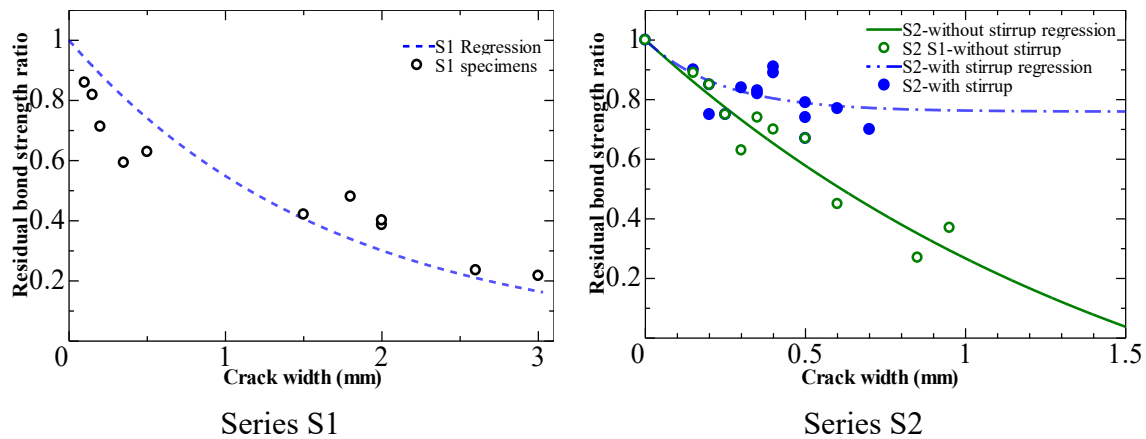 Residual bond strength ratio
1
0.8
0.6
0.4
0.2
0
1
2
3
Crack width (mm)
S1 Regression
S1 specimens
Series S1
Residual bond strength ratio
1
0.8
0.6
0.4
0.2
0
0.5
1
1.5
Crack width (mm)
S2-without stirrup regression
S2 S1-without stirrup
S2-with stirrup regression
S2-with stirrup
Series S2